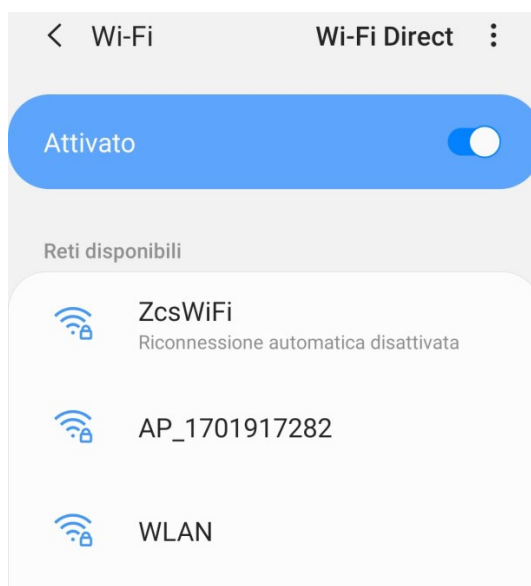 Wi-Fi Wi-Fi Direct
Attivato
Reti disponibili
ZcsWiFi
Riconnessione automatica disattivata
AP_1701917282
WLAN